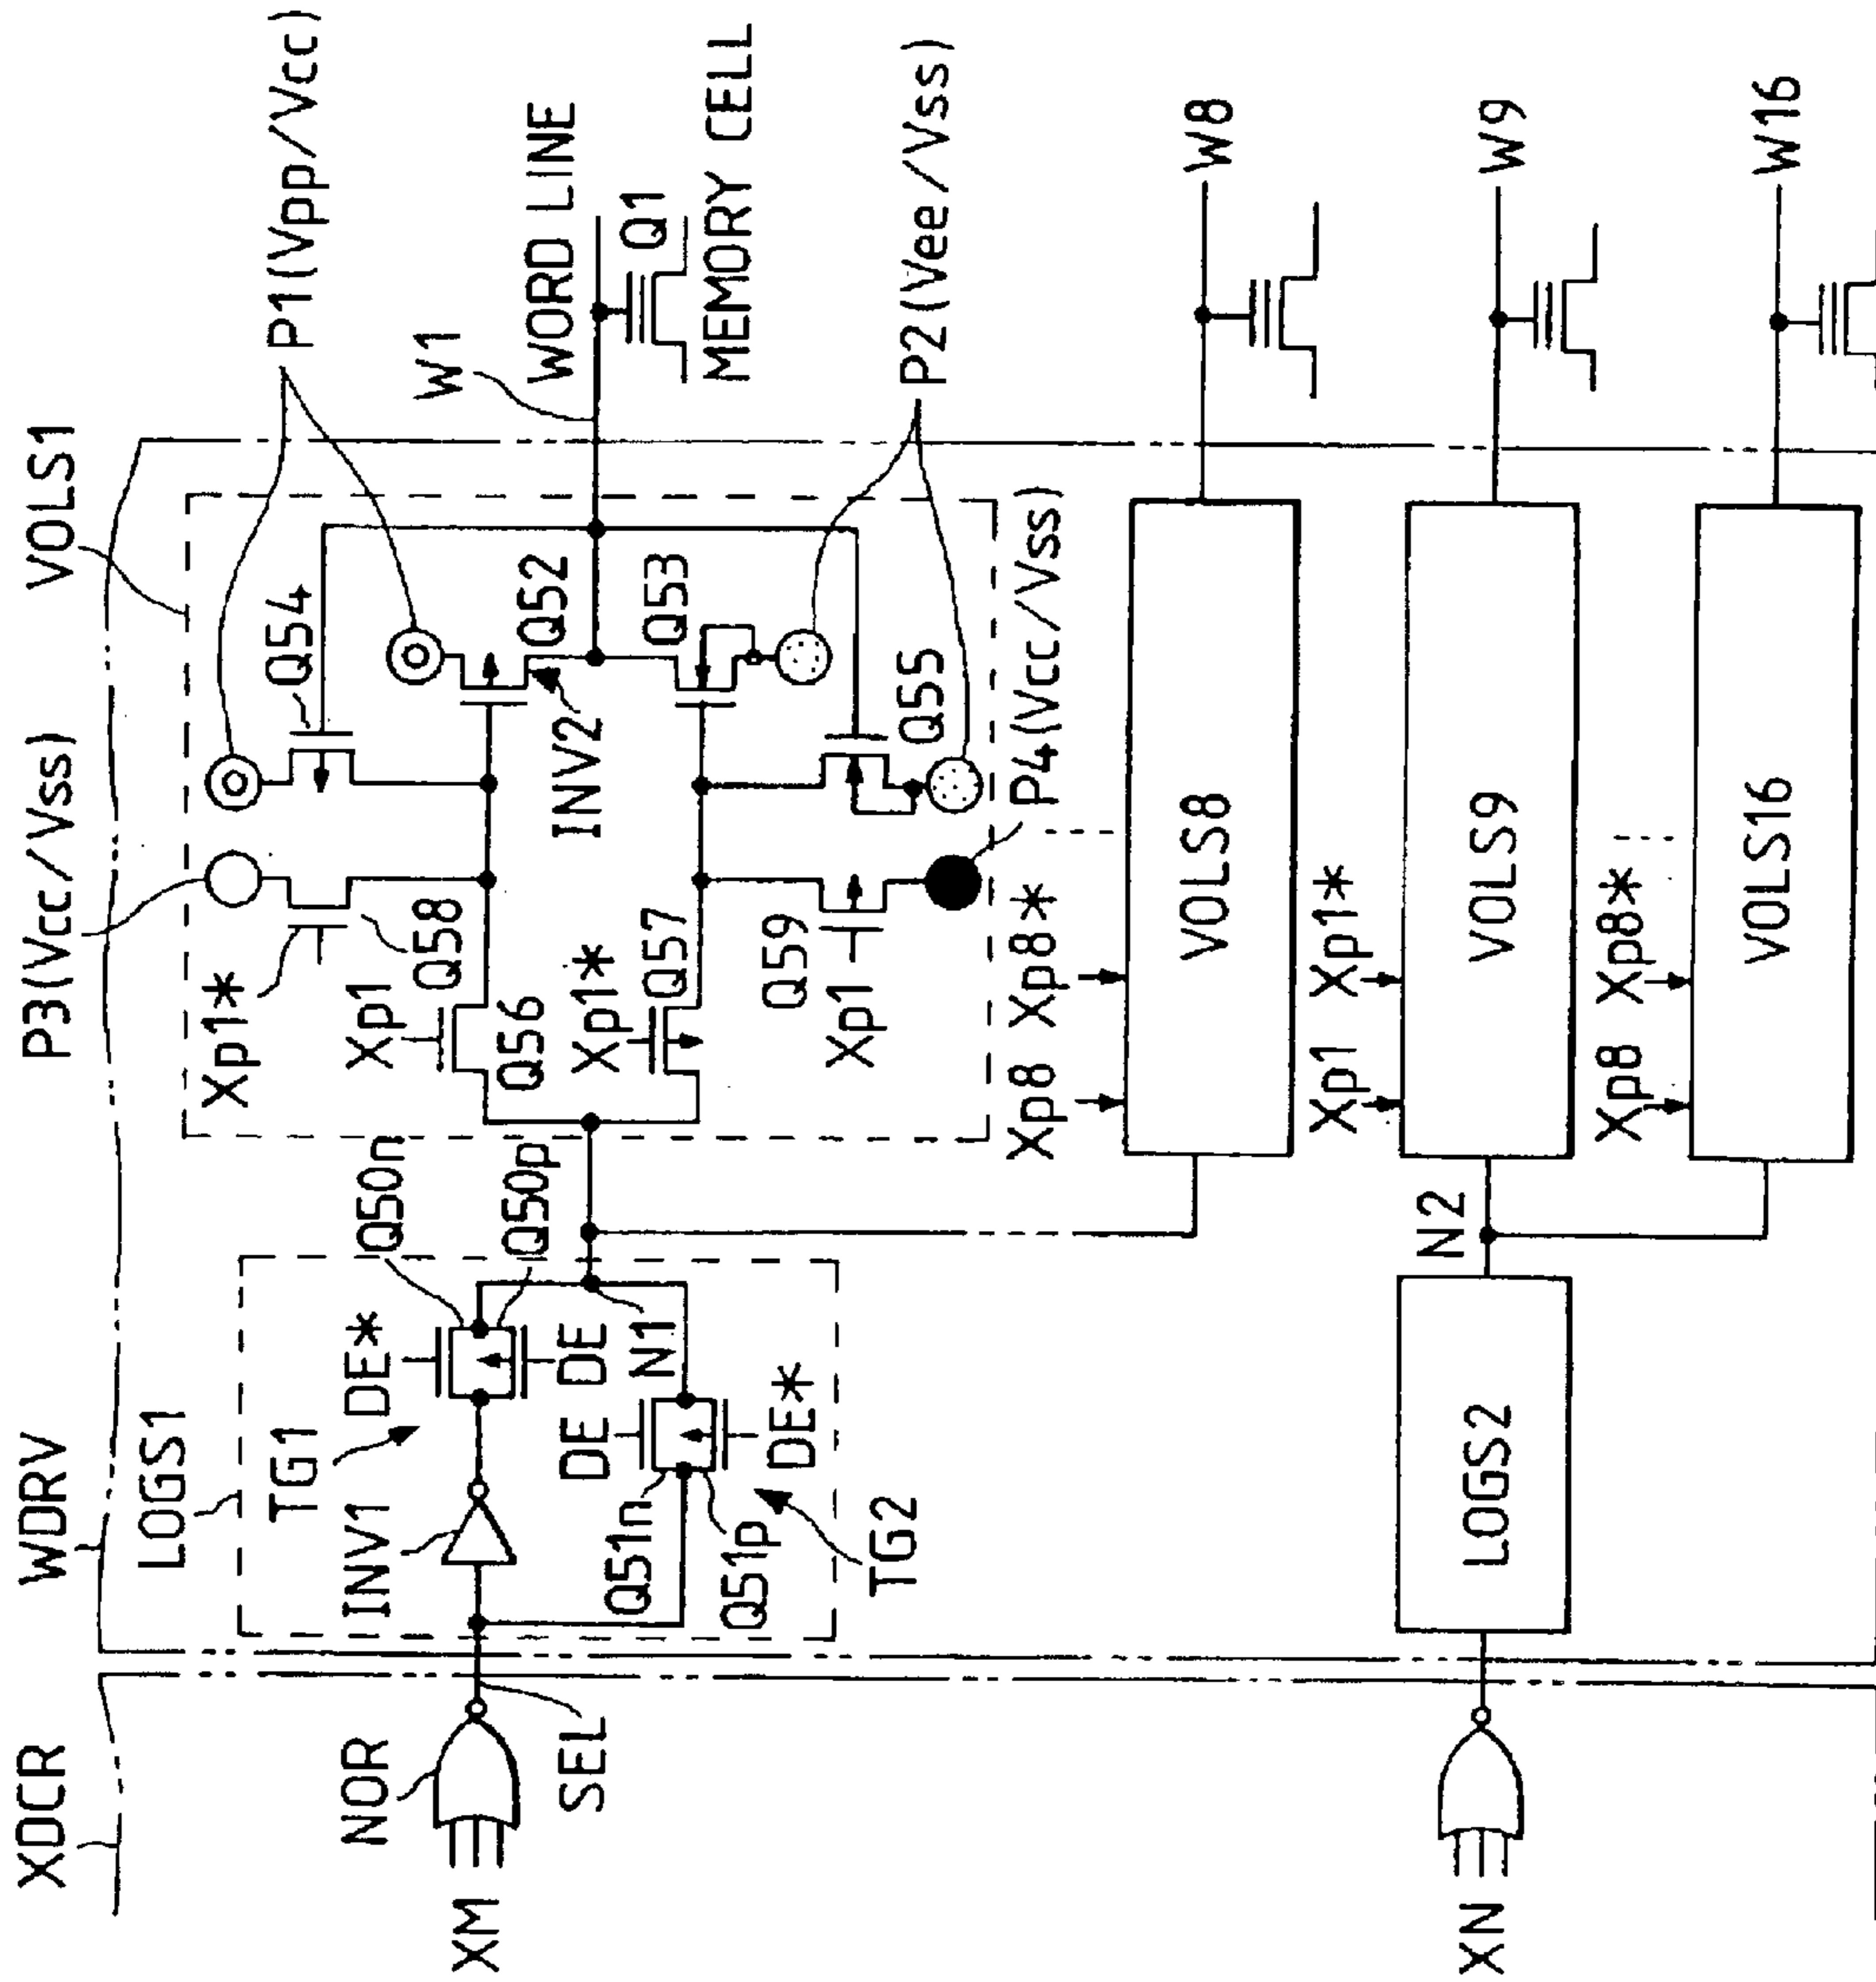 XDCR
WDRV
P3(Vcc/Vss)
VOLS1
LOGS1
P1(Vpp/Vcc)
Xp1*
Q54
TG1
DE*
Q50n
Xp1
Q58
W1
NOR
INV1
Q50p
Q56
Q52
WORD LINE
XM
SEL
DE
DE
N1
Xp1*
INV2
Q57
Q53
Q1
MEMORY CELL
Q51n
Q51p
DE*
Q59
Xp1
TG2
Q55
P2(Vee/Vss)
P4(Vcc/Vss)
Xp8
Xp8*
VOLS8
W8
Xp1
Xp1*
N2
XN
LOGS2
VOLS9
W9
Xp8
Xp8*
VOLS16
W16